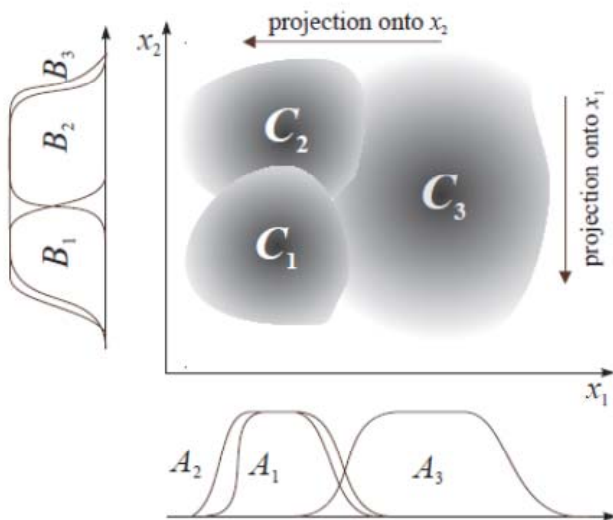 projection onto x₂
x₂
B₃
B₂
B₁
C₂
C₃
C₁
projection onto x₁
x₁
A₂
A₁
A₃